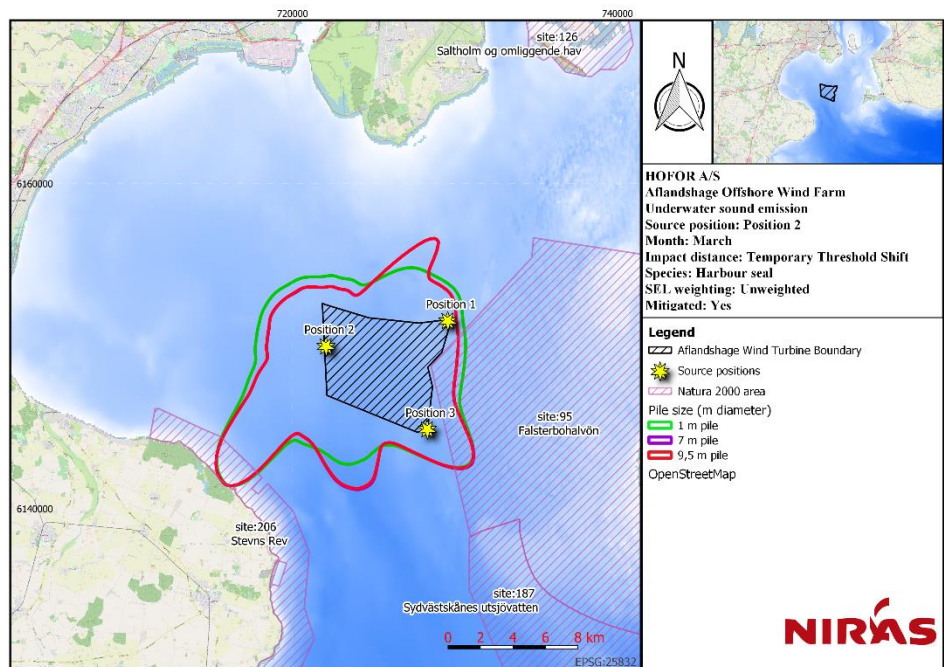 720000
740000
site:126
Saltholm og omliggende hav
6160000
Position 1
Position 2
Position 3
site:95
Falsterbohalvön
6140000
site:206
Stevns Rev
site:187
Sydvästskånes utsjövatten
0 2 4 6 8 km
EPSG:25832
N
HOFOR A/S
Aflandshage Offshore Wind Farm
Underwater sound emission
Source position: Position 2
Month: March
Impact distance: Temporary Threshold Shift
Species: Harbour seal
SEL weighting: Unweighted
Mitigated: Yes
Legend
Aflandshage Wind Turbine Boundary
Source positions
Natura 2000 area
Pile size (m diameter)
1 m pile
7 m pile
9,5 m pile
OpenStreetMap
NIRAS